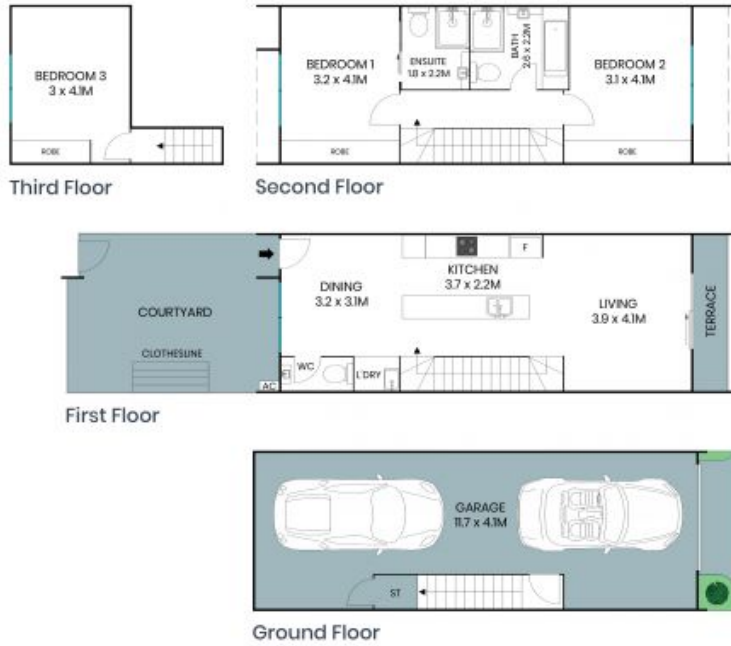 BEDROOM 3
3 x 4.1M
ROBE
Third Floor
BEDROOM 1
3.2 x 4.1M
ENSUITE
1.8 x 2.2M
BATH
2.6 x 2.2M
BEDROOM 2
3.1 x 4.1M
ROBE
ROBE
Second Floor
COURTYARD
CLOTHESLINE
AC
DINING
3.2 x 3.1M
WC
L'DRY
KITCHEN
3.7 x 2.2M
F
LIVING
3.9 x 4.1M
TERRACE
First Floor
GARAGE
11.7 x 4.1M
ST
Ground Floor